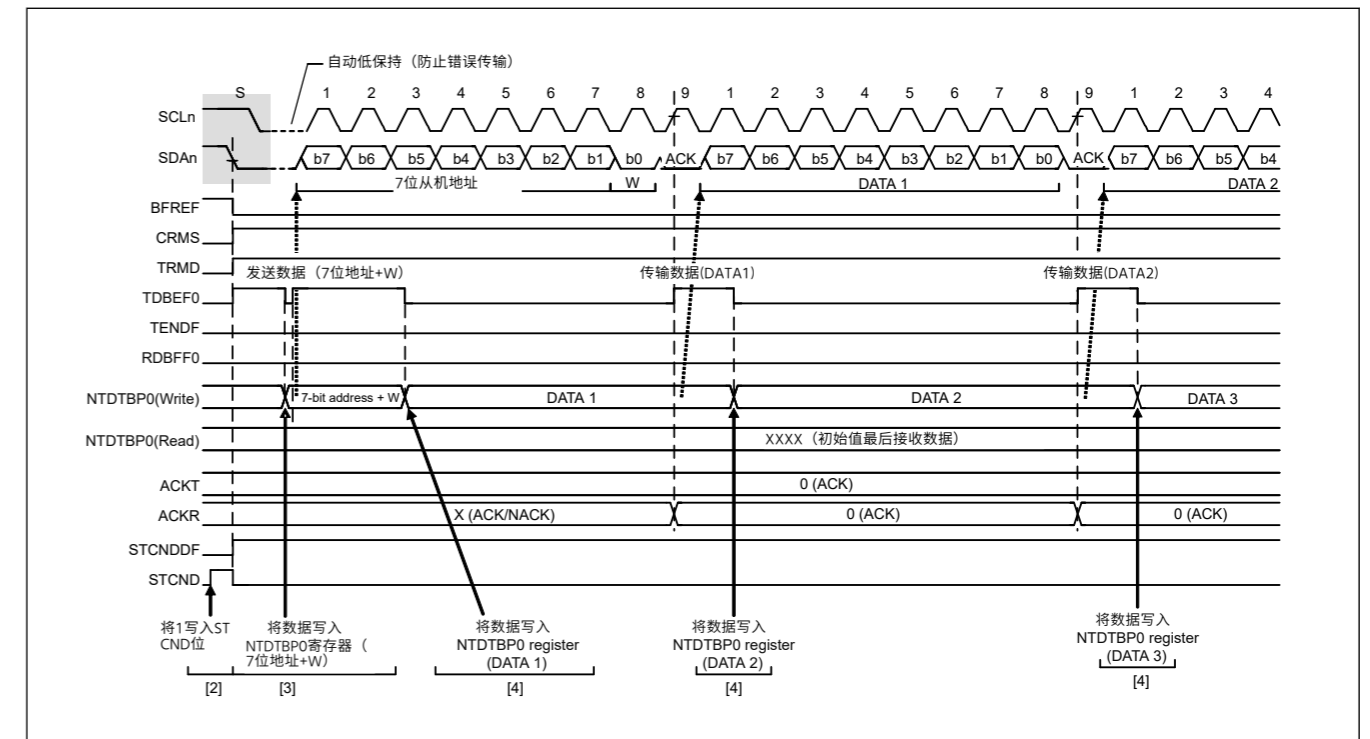 自动低保持（防止错误传输）
S 1 2 3 4 5 6 7 8 9 1 2 3 4 5 6 7 8 9 1 2 3 4
SCLn
SDAn b7 b6 b5 b4 b3 b2 b1 b0 ACK b7 b6 b5 b4 b3 b2 b1 b0 ACK b7 b6 b5 b4
7位从机地址 W DATA 1 DATA 2
BFREF
CRMS
TRMD
发送数据（7位地址+W） 传输数据(DATA1) 传输数据(DATA2)
TDBEF0
TENDF
RDBFF0
NTDTBP0(Write) 7-bit address + W DATA 1 DATA 2 DATA 3
NTDTBP0(Read) XXXX（初始值最后接收数据）
ACKT 0 (ACK)
ACKR X (ACK/NACK) 0 (ACK) 0 (ACK)
STCNDDF
STCND
将1写入ST
CND位
[2]
将数据写入
NTDTBP0寄存器（
7位地址+W）
[3]
将数据写入
NTDTBP0 register
(DATA 1)
[4]
将数据写入
NTDTBP0 register
(DATA 2)
[4]
将数据写入
NTDTBP0 register
(DATA 3)
[4]